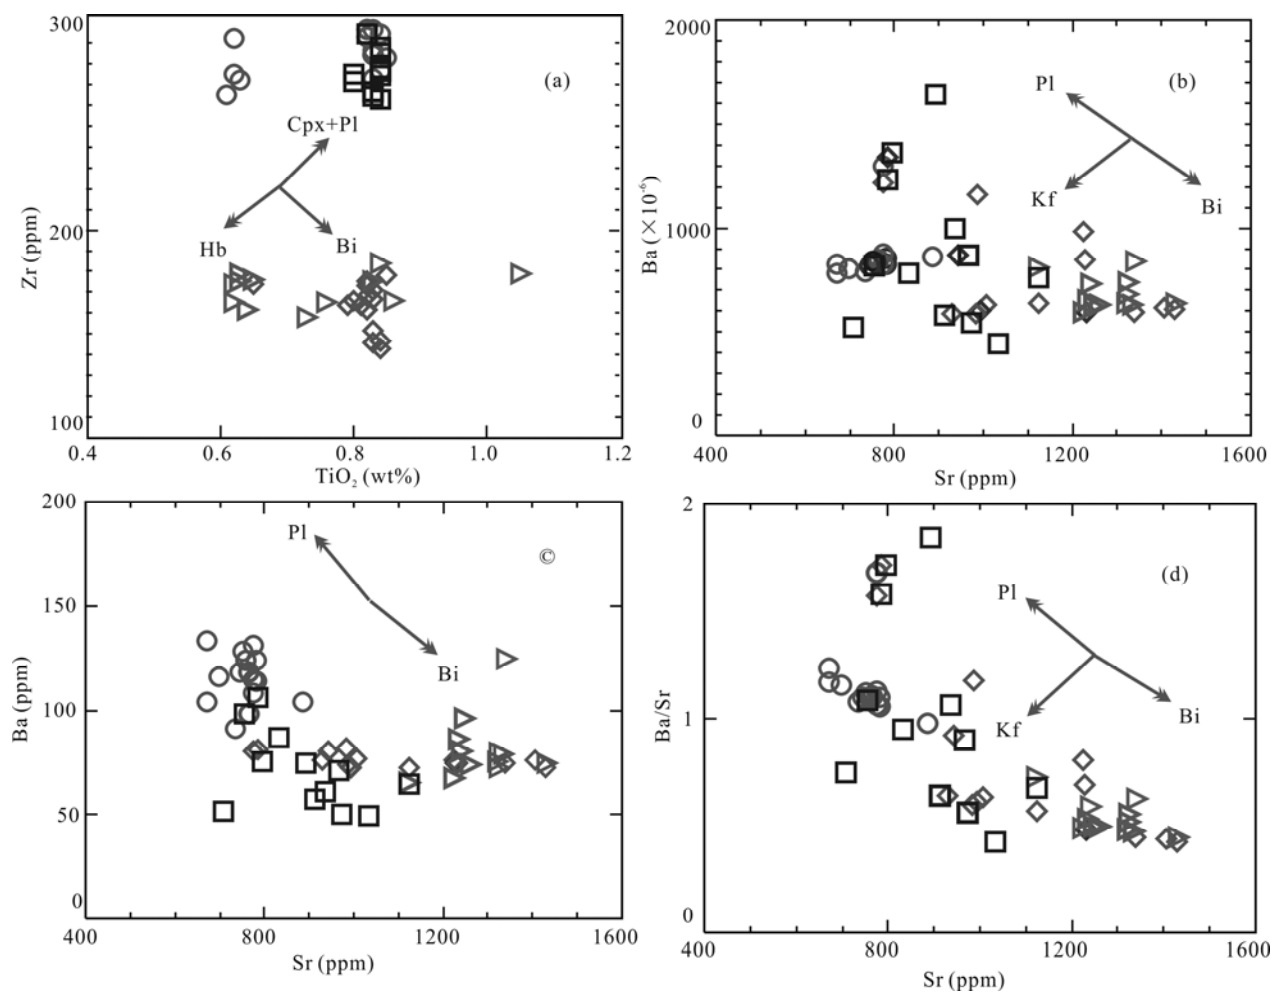 300
200
100
Zr (ppm)
(a)
Cpx+Pl
Hb
Bi
0.4
0.6
0.8
1.0
1.2
TiO₂ (wt%)
2000
1000
0
Ba (×10⁻⁶)
(b)
Pl
Kf
Bi
400
800
1200
1600
Sr (ppm)
200
150
100
50
0
Ba (ppm)
©
Pl
Bi
400
800
1200
1600
Sr (ppm)
2
1
0
Ba/Sr
(d)
Pl
Kf
Bi
400
800
1200
1600
Sr (ppm)